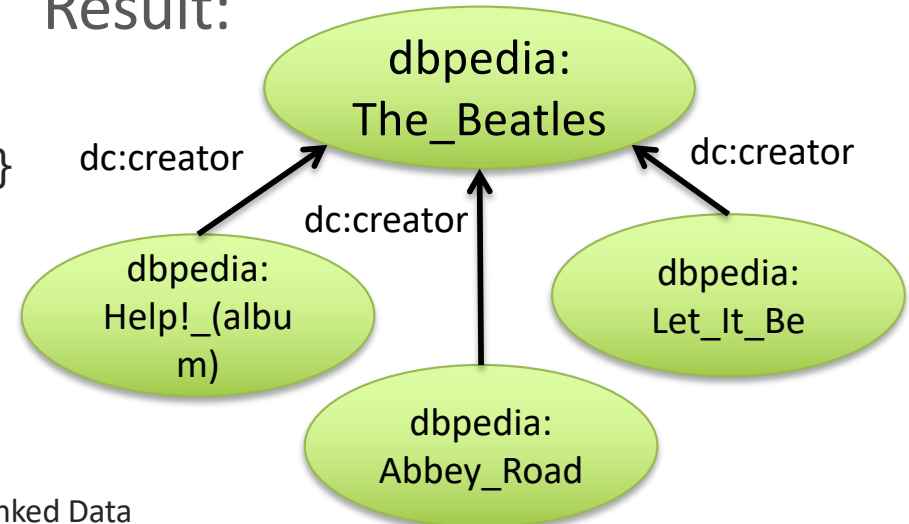 Result:
dbpedia:
The_Beatles
}
dc:creator
dc:creator
dc:creator
dbpedia:
Help!_(albu
m)
dbpedia:
Let_It_Be
dbpedia:
Abbey_Road
nked Data